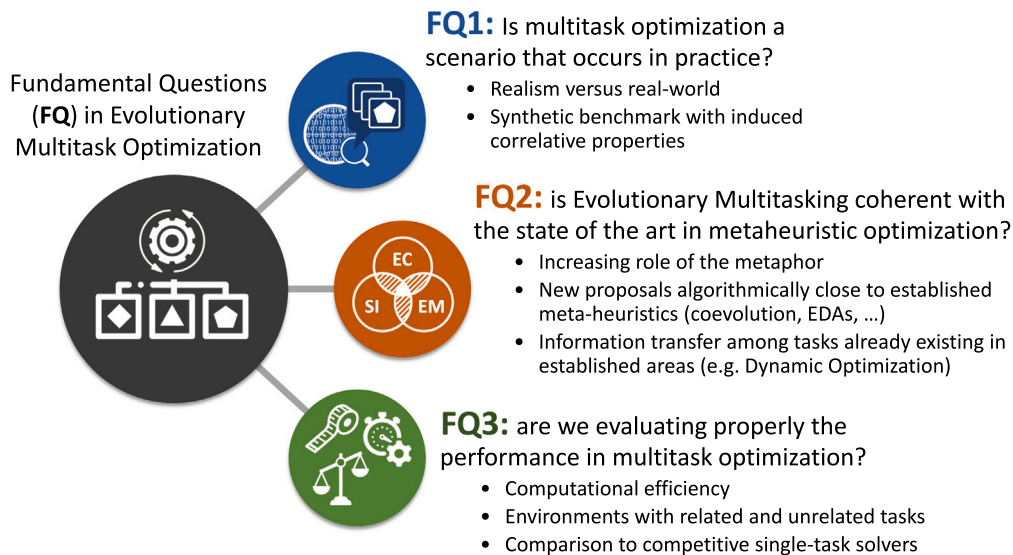 Fundamental Questions
(FQ) in Evolutionary
Multitask Optimization
FQ1: Is multitask optimization a
scenario that occurs in practice?
• Realism versus real-world
• Synthetic benchmark with induced
correlative properties
FQ2: is Evolutionary Multitasking coherent with
the state of the art in metaheuristic optimization?
• Increasing role of the metaphor
• New proposals algorithmically close to established
meta-heuristics (coevolution, EDAs, …)
• Information transfer among tasks already existing in
established areas (e.g. Dynamic Optimization)
EC
SI
EM
FQ3: are we evaluating properly the
performance in multitask optimization?
• Computational efficiency
• Environments with related and unrelated tasks
• Comparison to competitive single-task solvers